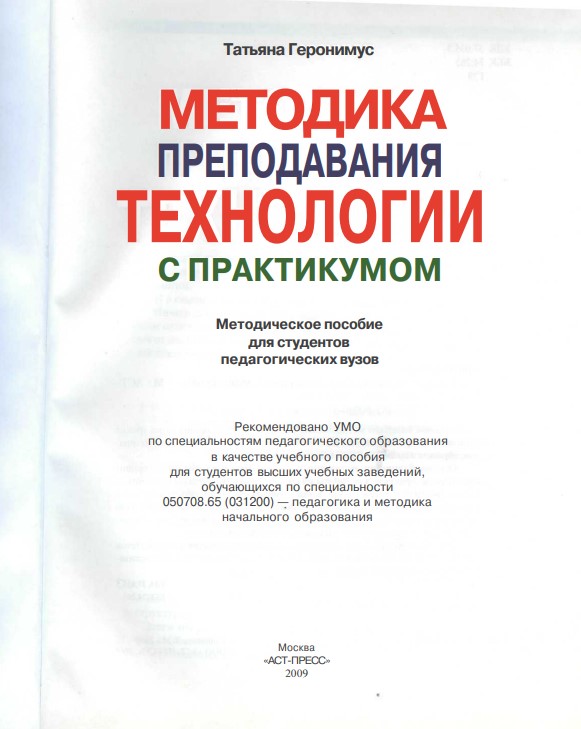 Татьяна Геронимус
МЕТОДИКА
ПРЕПОДАВАНИЯ
ТЕХНОЛОГИИ
С ПРАКТИКУМОМ
Методическое пособие
для студентов
педагогических вузов
Рекомендовано УМО
по специальностям педагогического образования
в качестве учебного пособия
для студентов высших учебных заведений,
обучающихся по специальности
050708.65 (031200) — педагогика и методика
начального образования
Москва
«АСТ-ПРЕСС»
2009